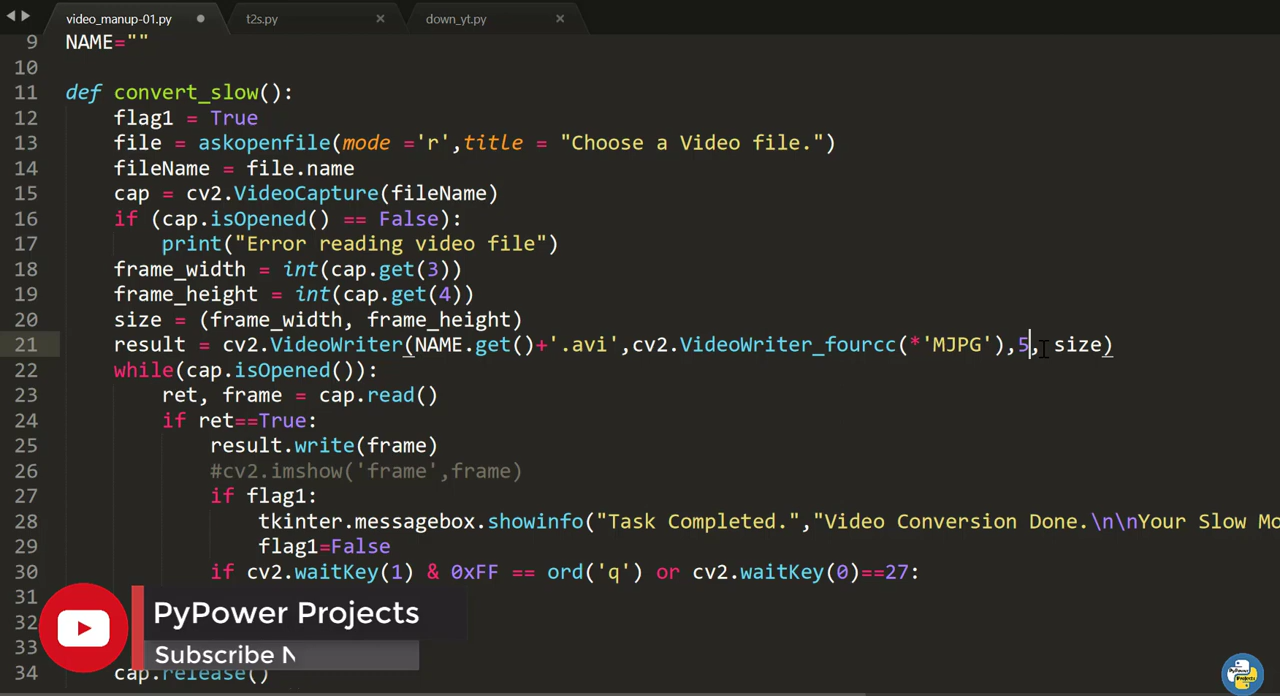 video_manup-01.py
t2s.py
down_yt.py
9 NAME=""
10
11 def convert_slow():
12 flag1 = True
13 file = askopenfile(mode ='r',title = "Choose a Video file.")
14 fileName = file.name
15 cap = cv2.VideoCapture(fileName)
16 if (cap.isOpened() == False):
17 print("Error reading video file")
18 frame_width = int(cap.get(3))
19 frame_height = int(cap.get(4))
20 size = (frame_width, frame_height)
21 result = cv2.VideoWriter(NAME.get()+'.avi',cv2.VideoWriter_fourcc(*'MJPG'),5, size)
22 while(cap.isOpened()):
23 ret, frame = cap.read()
24 if ret==True:
25 result.write(frame)
26 #cv2.imshow('frame',frame)
27 if flag1:
28 tkinter.messagebox.showinfo("Task Completed.","Video Conversion Done.\n\nYour Slow Mo
29 flag1=False
30 if cv2.waitKey(1) & 0xFF == ord('q') or cv2.waitKey(0)==27:
31
32
33
34 cap.release()
PyPower Projects
Subscribe N
PyPower
Projects